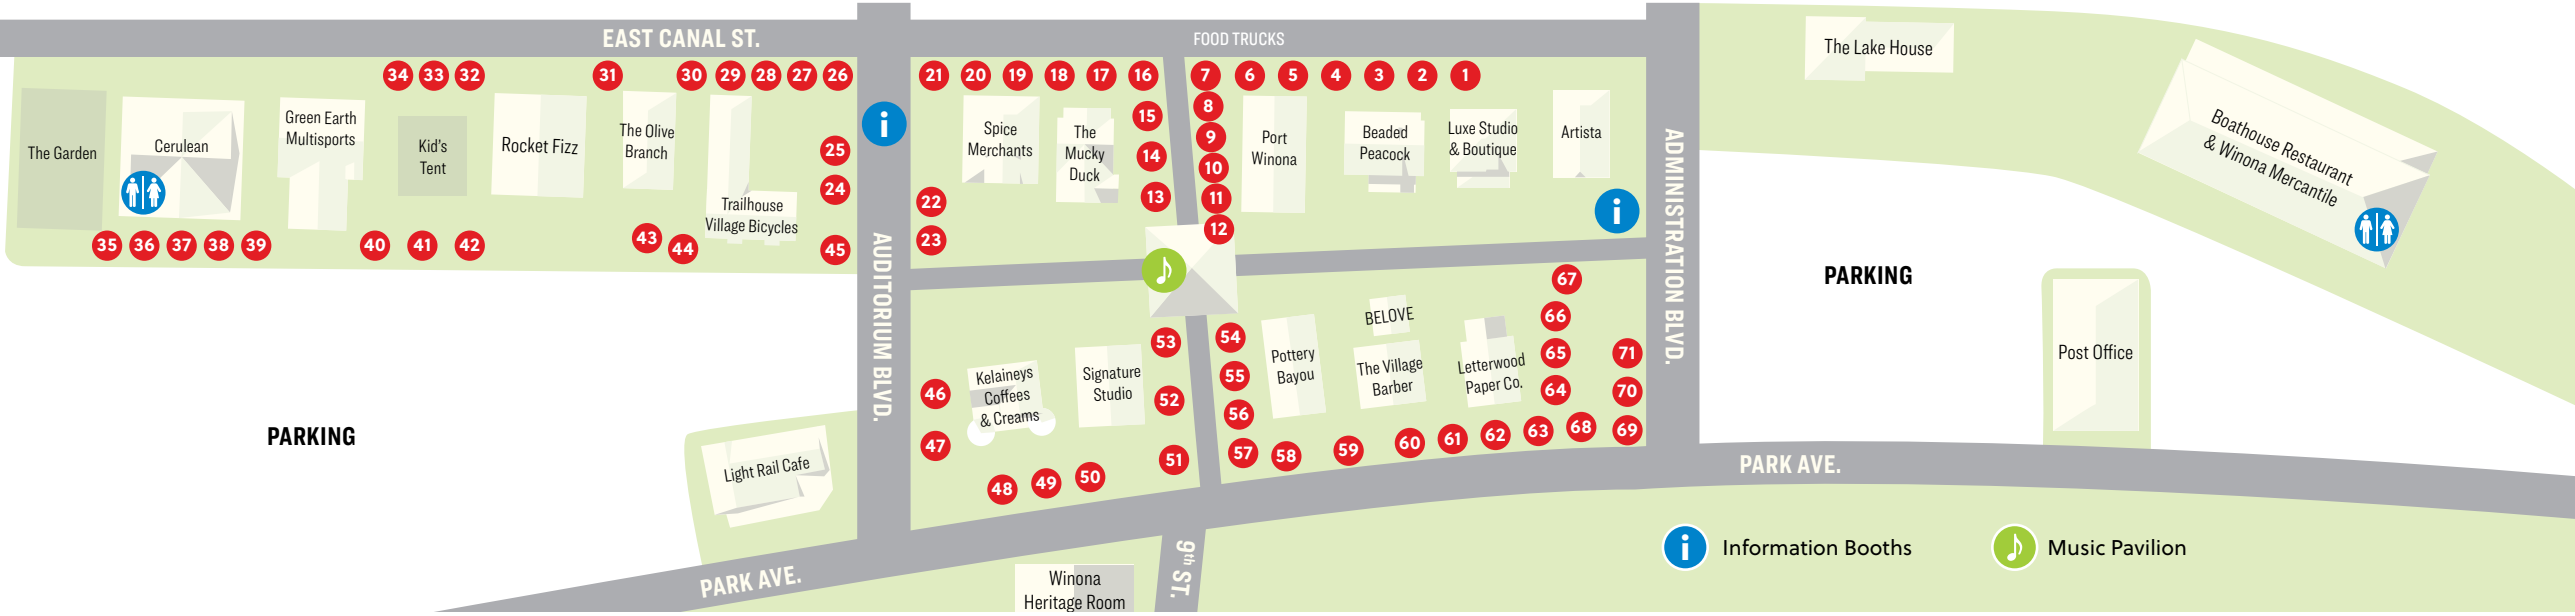 EAST CANAL ST.
FOOD TRUCKS
The Lake House
34 33 32 31 30 29 28 27 26
21 20 19 18 17 16
7 6 5 4 3 2 1
8
9
10
11
12
15
14
13
25
24
22
23
The Garden
Cerulean
Green Earth
Multisports
Kid's
Tent
Rocket Fizz
The Olive
Branch
Trailhouse
Village Bicycles
i
Spice
Merchants
The
Mucky
Duck
Port
Winona
Beaded
Peacock
Luxe Studio
& Boutique
Artista
i
Boathouse Restaurant
& Winona Mercantile
35 36 37 38 39 40 41 42 43 44 45
AUDITORIUM BLVD.
ADMINISTRATION BLVD.
PARKING
PARKING
46
47
Kelaineys
Coffees
& Creams
Signature
Studio
53
52
51
48 49 50
54
55
56
57 58 59 60 61 62 63 68 69
Pottery
Bayou
BELOVE
The Village
Barber
Letterwood
Paper Co.
67
66
65
64
71
70
Post Office
Light Rail Cafe
PARK AVE.
PARK AVE.
9th ST.
Winona
Heritage Room
i Information Booths
Music Pavilion